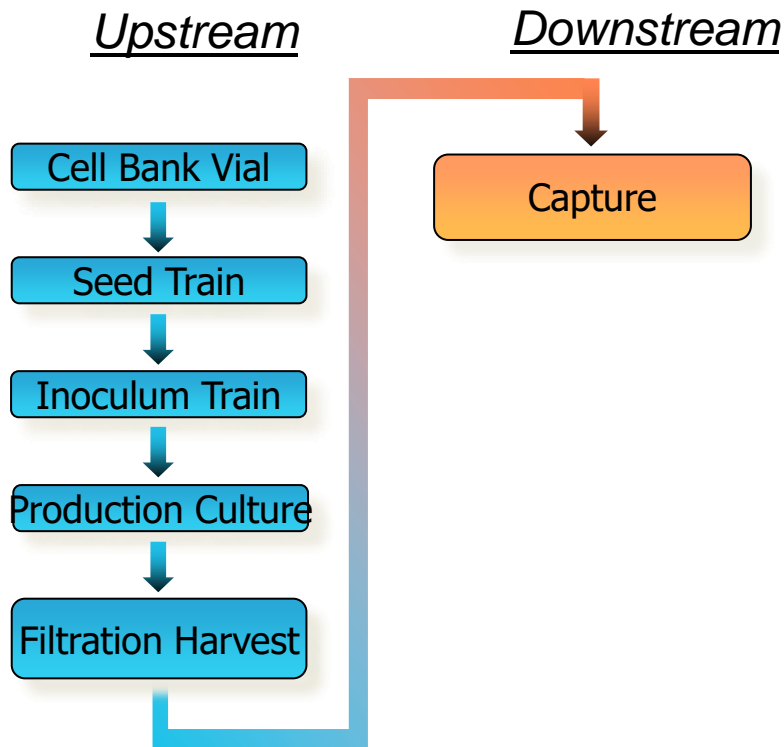 Upstream
Downstream
Cell Bank Vial
Seed Train
Inoculum Train
Production Culture
Filtration Harvest
Capture